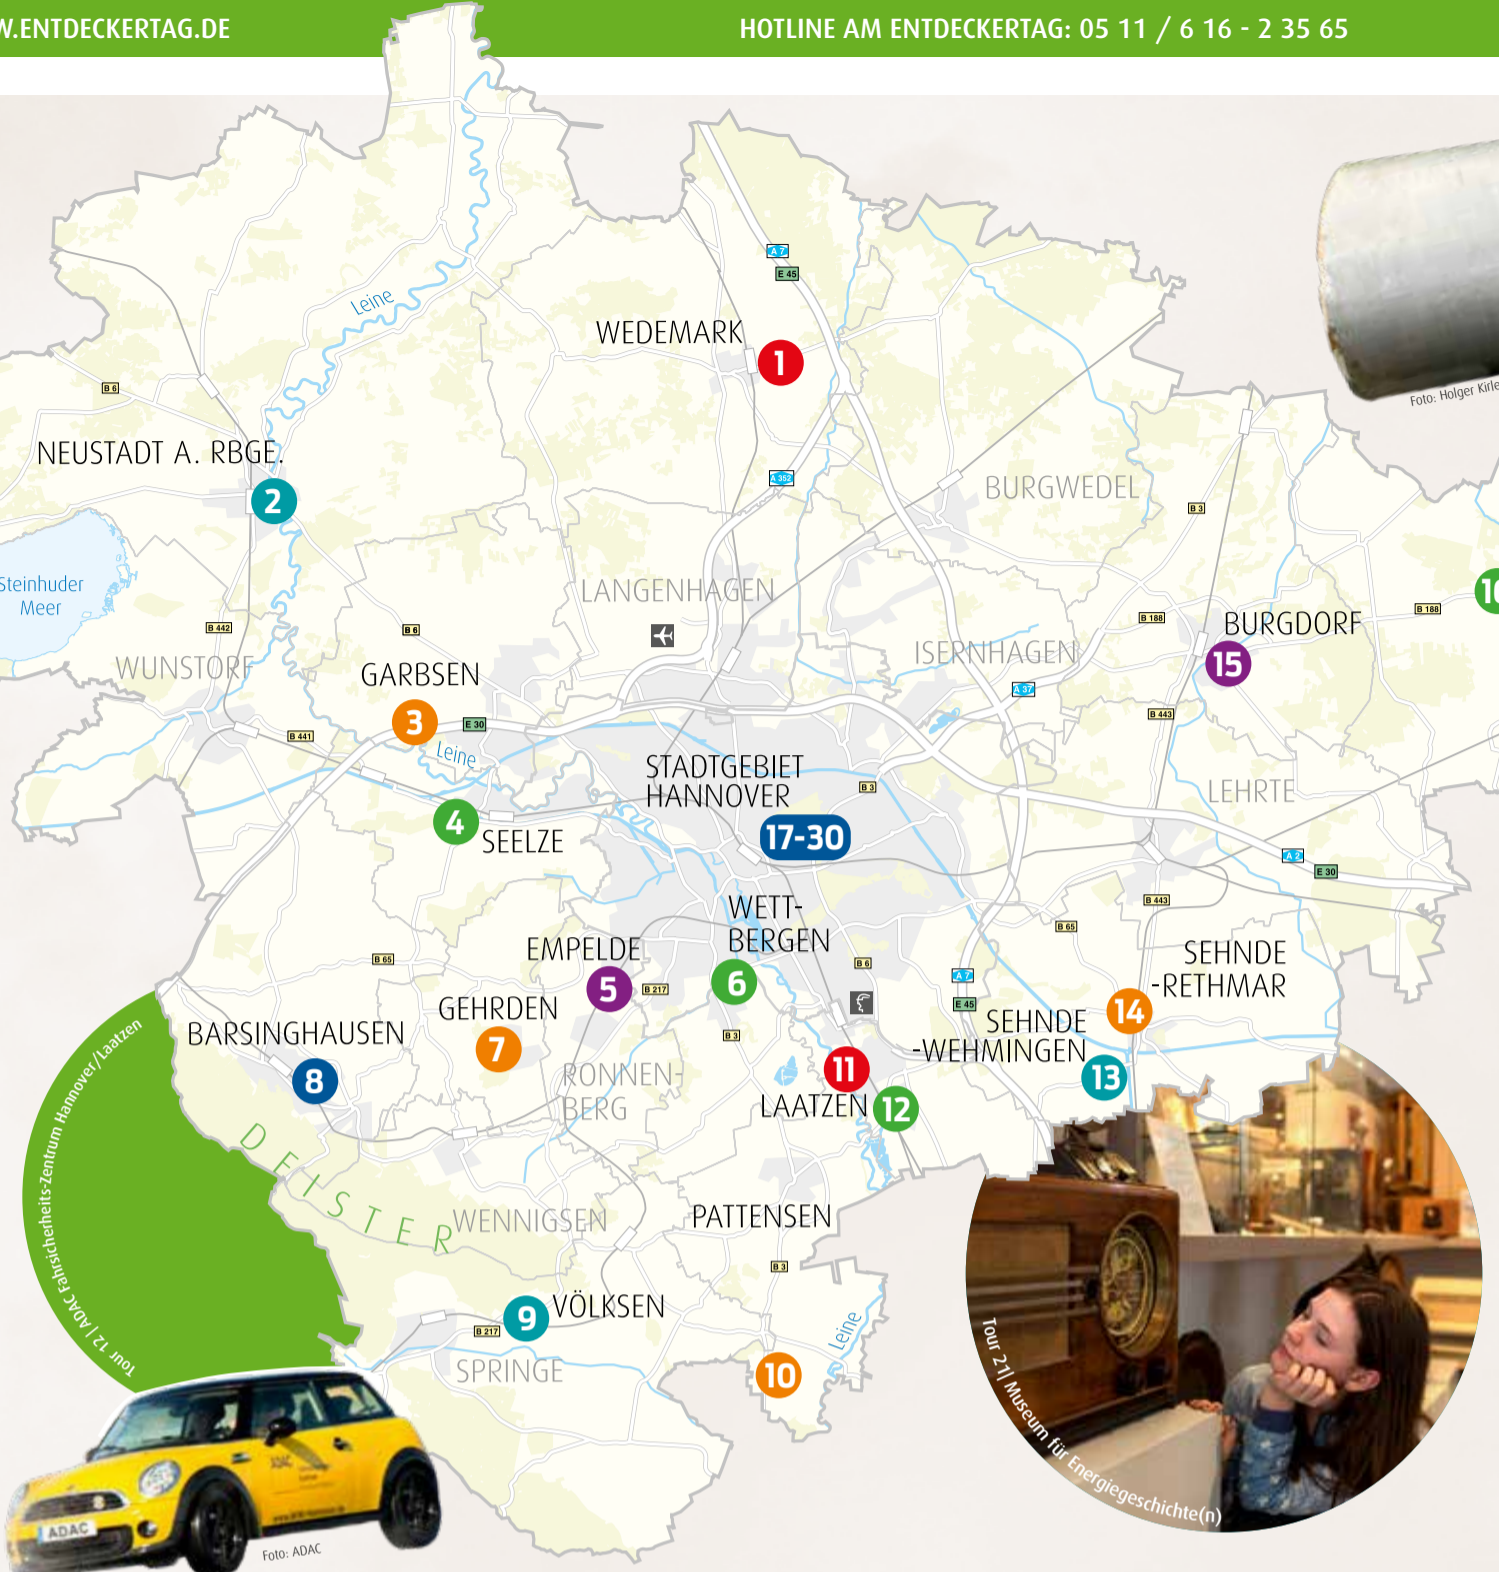 W.ENTDECKERTAG.DE
HOTLINE AM ENTDECKERTAG: 05 11 / 6 16 - 2 35 65
A 7
E 45
Leine
WEDEMARK
1
B 6
Foto: Holger Kirle
NEUSTADT A. RBGE.
2
A 352
BURGWEDEL
B 3
Steinhuder
Meer
LANGENHAGEN
16
B 442
B 6
B 188
B 188
BURGDORF
15
WUNSTORF
GARBSEN
ISERNHAGEN
A 37
3
E 30
B 443
B 441
Leine
STADTGEBIET
HANNOVER
B 3
LEHRTE
4
SEELZE
17-30
A 2
E 30
B 443
WETT-
BERGEN
B 65
EMPELDE
B 65
B 6
SEHNDE
-RETHMAR
5
B 217
6
A 7
E 45
GEHRDEN
7
14
BARSINGHAUSEN
8
B 3
SEHNDE
-WEHMINGEN
13
RONNEN-
BERG
11
LAATZEN
12
DEISTER
WENNIGSEN
PATTENSEN
B 3
VÖLKSEN
9
B 217
Leine
SPRINGE
10
Tour 12 | ADAC Fahrsicherheits-Zentrum Hannover/Laatzen
Tour 21| Museum für Energiegeschichte(n)
ADAC
ADAC
Foto: ADAC